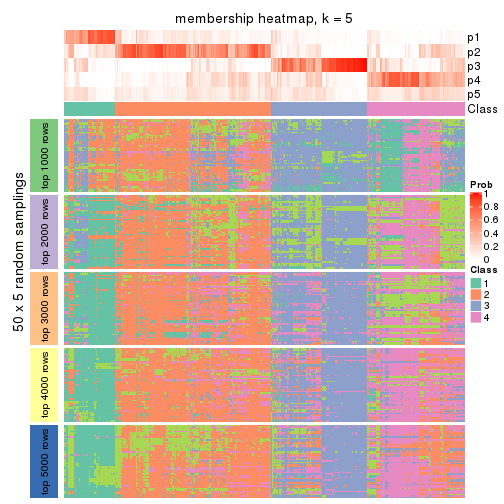 membership heatmap, k = 5
p1
p2
p3
p4
p5
Class
50 x 5 random samplings
top 1000 rows
top 2000 rows
top 3000 rows
top 4000 rows
top 5000 rows
Prob
1
0.8
0.6
0.4
0.2
0
Class
1
2
3
4